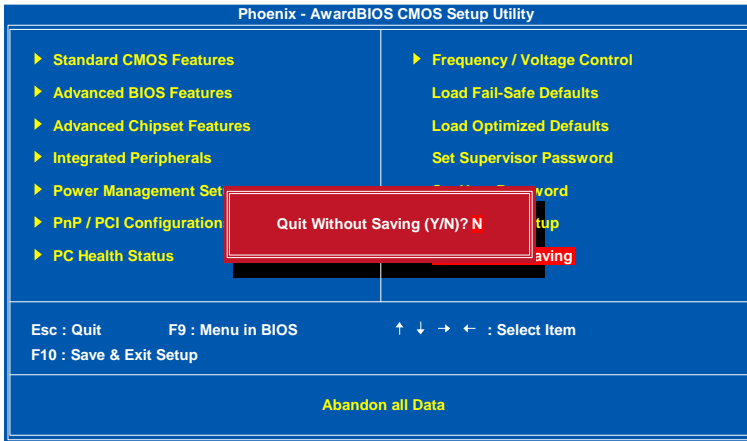 Phoenix - AwardBIOS CMOS Setup Utility
Standard CMOS Features
Advanced BIOS Features
Advanced Chipset Features
Integrated Peripherals
Power Management Set
PnP / PCI Configuration
PC Health Status
Frequency / Voltage Control
Load Fail-Safe Defaults
Load Optimized Defaults
Set Supervisor Password
word
tup
aving
Quit Without Saving (Y/N)? N
Esc : Quit F9 : Menu in BIOS ↑ ↓ → ← : Select Item
F10 : Save & Exit Setup
Abandon all Data